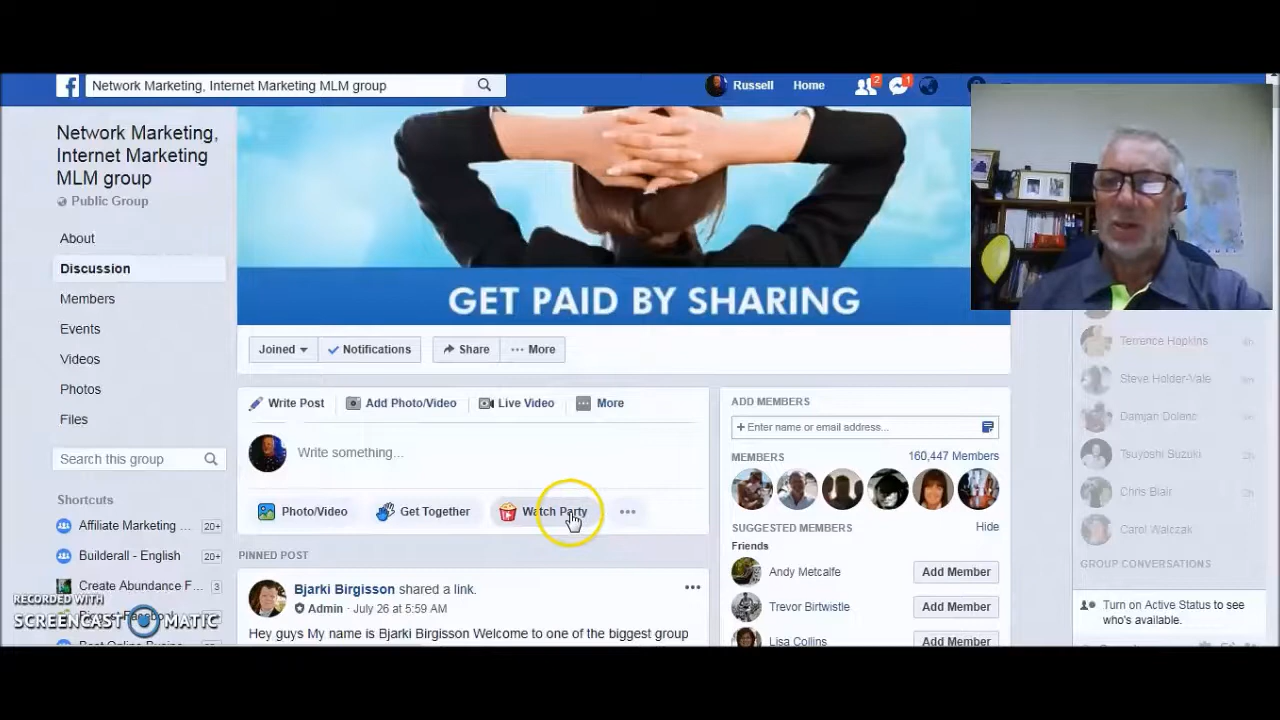 Network Marketing, Internet Marketing MLM group
Russell
Home
2
1
Network Marketing,
Internet Marketing
MLM group
Public Group
About
Discussion
Members
Events
Videos
Photos
Files
Search this group
Shortcuts
Affiliate Marketing ... 20+
Builderall - English 20+
Create Abundance F... 3
RECORDED WITH
SCREENCAST MATIC
GET PAID BY SHARING
Joined
Notifications
Share
More
Write Post
Add Photo/Video
Live Video
More
Write something...
Photo/Video
Get Together
Watch Party
PINNED POST
Bjarki Birgisson shared a link.
Admin · July 26 at 5:59 AM
Hey guys My name is Bjarki Birgisson Welcome to one of the biggest group
ADD MEMBERS
+ Enter name or email address...
MEMBERS 160,447 Members
SUGGESTED MEMBERS Hide
Friends
Andy Metcalfe Add Member
Trevor Birtwistle Add Member
Lisa Collins Add Member
Terrence Hopkins
Steve Holder-Vale
Damjan Dolenc
Tsuyoshi Suzuki
Chris Blair
Carol Walczak
GROUP CONVERSATIONS
Turn on Active Status to see
who's available.